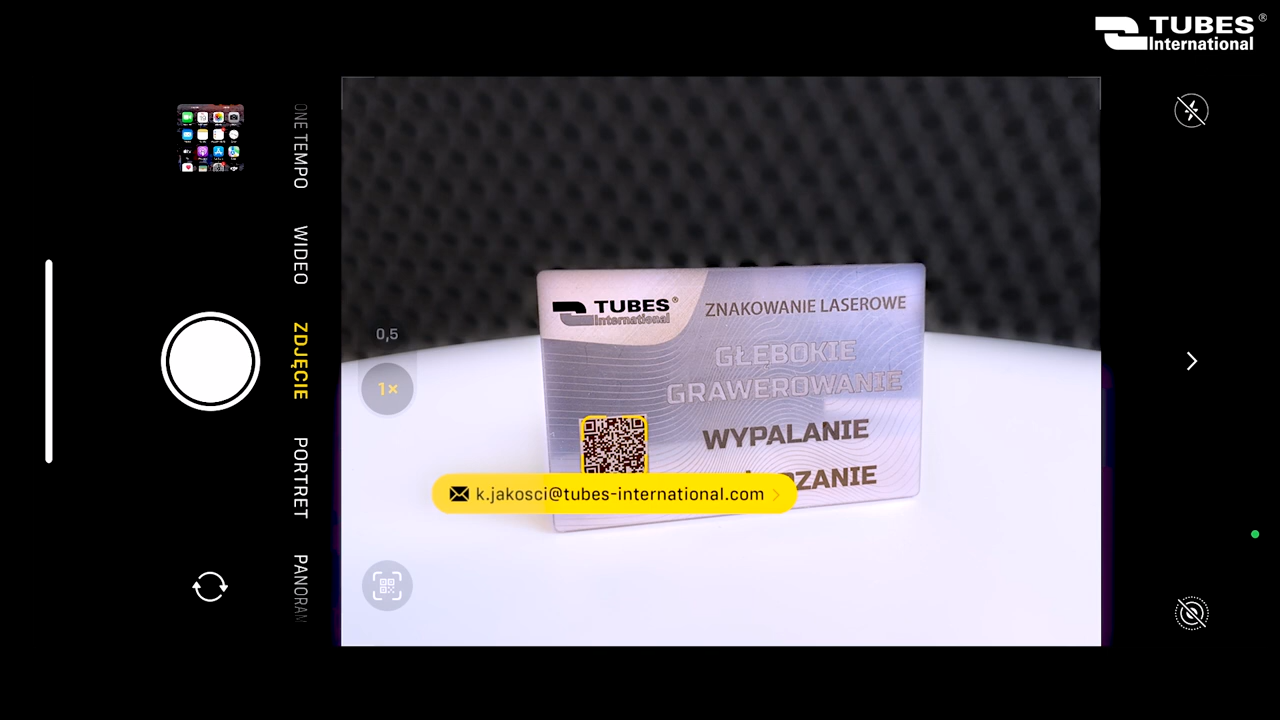 TUBES®
International
ONE TEMPO
WIDEO
ZDJĘCIE
PORTRET
PANORAM
0,5
1×
TUBES®
International
ZNAKOWANIE LASEROWE
GŁĘBOKIE
GRAWEROWANIE
WYPALANIE
ZANIE
k.jakosci@tubes-international.com